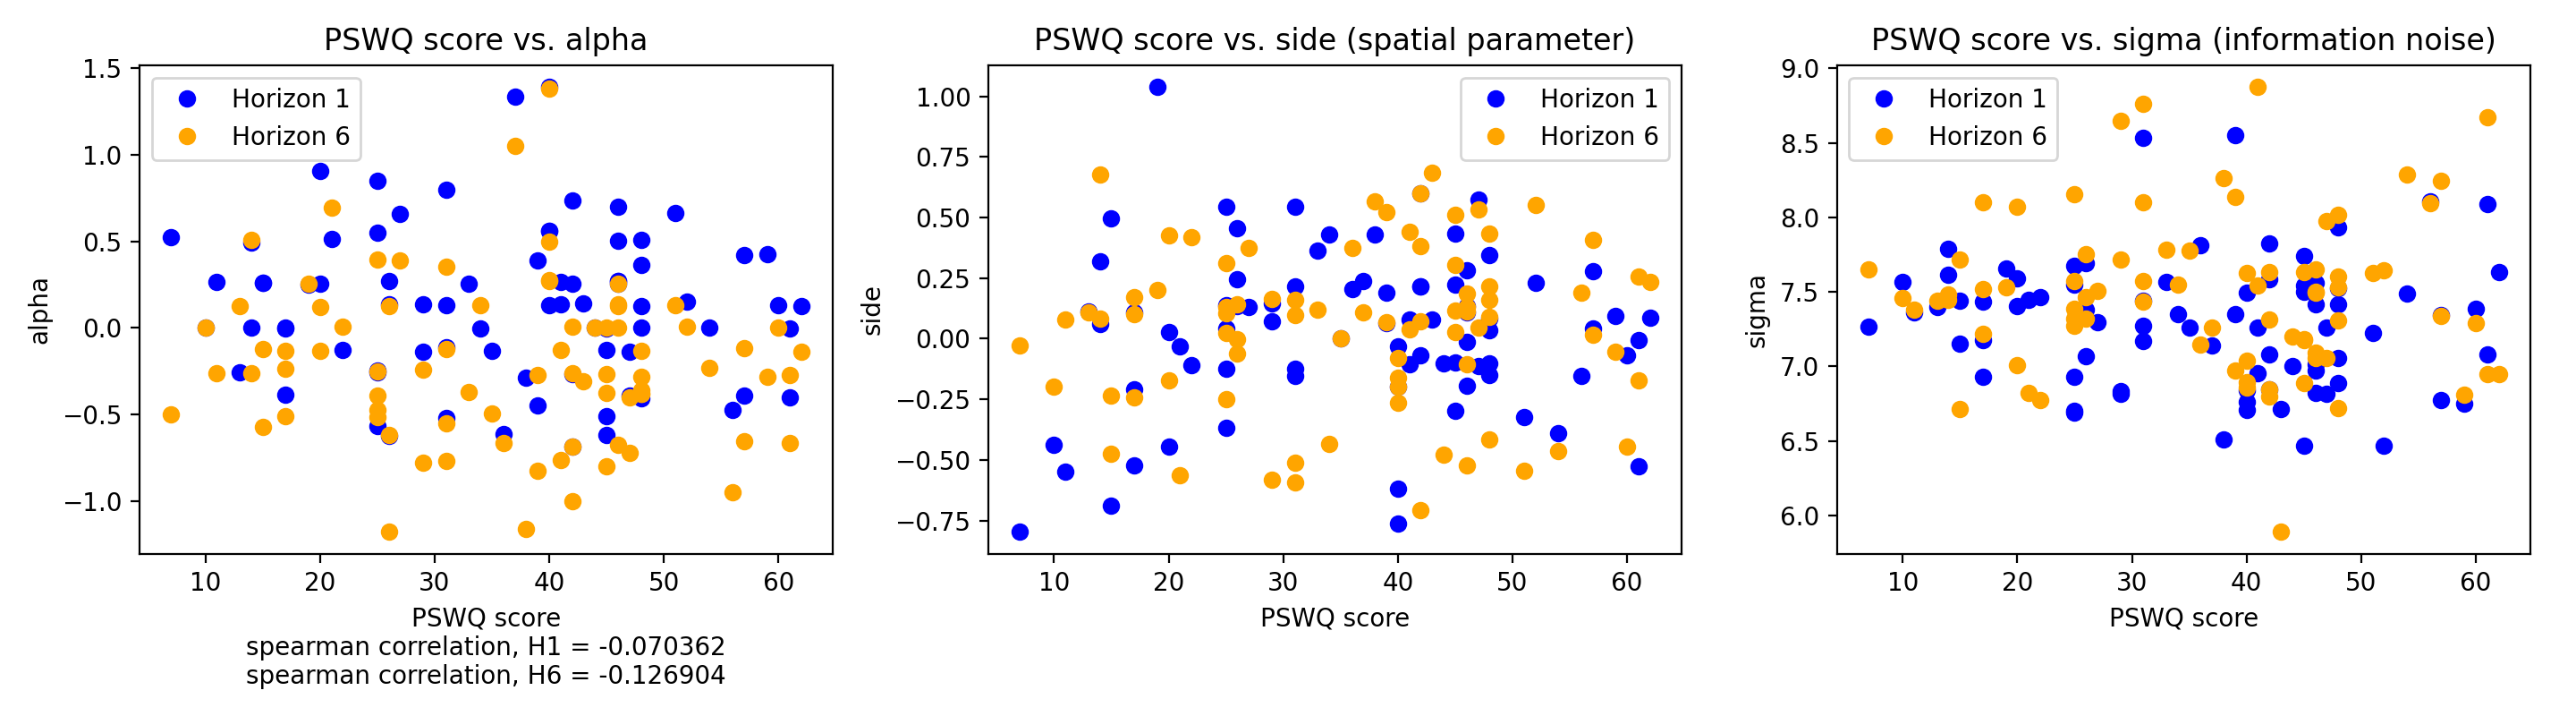 PSWQ score vs. alpha
1.5
1.0
0.5
0.0
−0.5
−1.0
alpha
Horizon 1
Horizon 6
10 20 30 40 50 60
PSWQ score
spearman correlation, H1 = -0.070362
spearman correlation, H6 = -0.126904
PSWQ score vs. side (spatial parameter)
1.00
0.75
0.50
0.25
0.00
−0.25
−0.50
−0.75
side
Horizon 1
Horizon 6
10 20 30 40 50 60
PSWQ score
PSWQ score vs. sigma (information noise)
9.0
8.5
8.0
7.5
7.0
6.5
6.0
sigma
Horizon 1
Horizon 6
10 20 30 40 50 60
PSWQ score